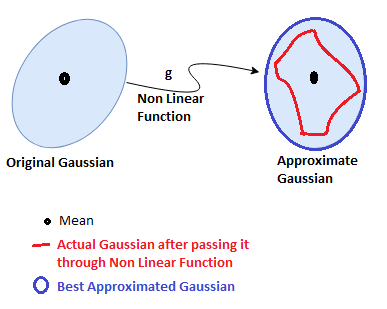 g
Non Linear
Function
Original Gaussian
Approximate
Gaussian
Mean
Actual Gaussian after passing it
through Non Linear Function
Best Approximated Gaussian